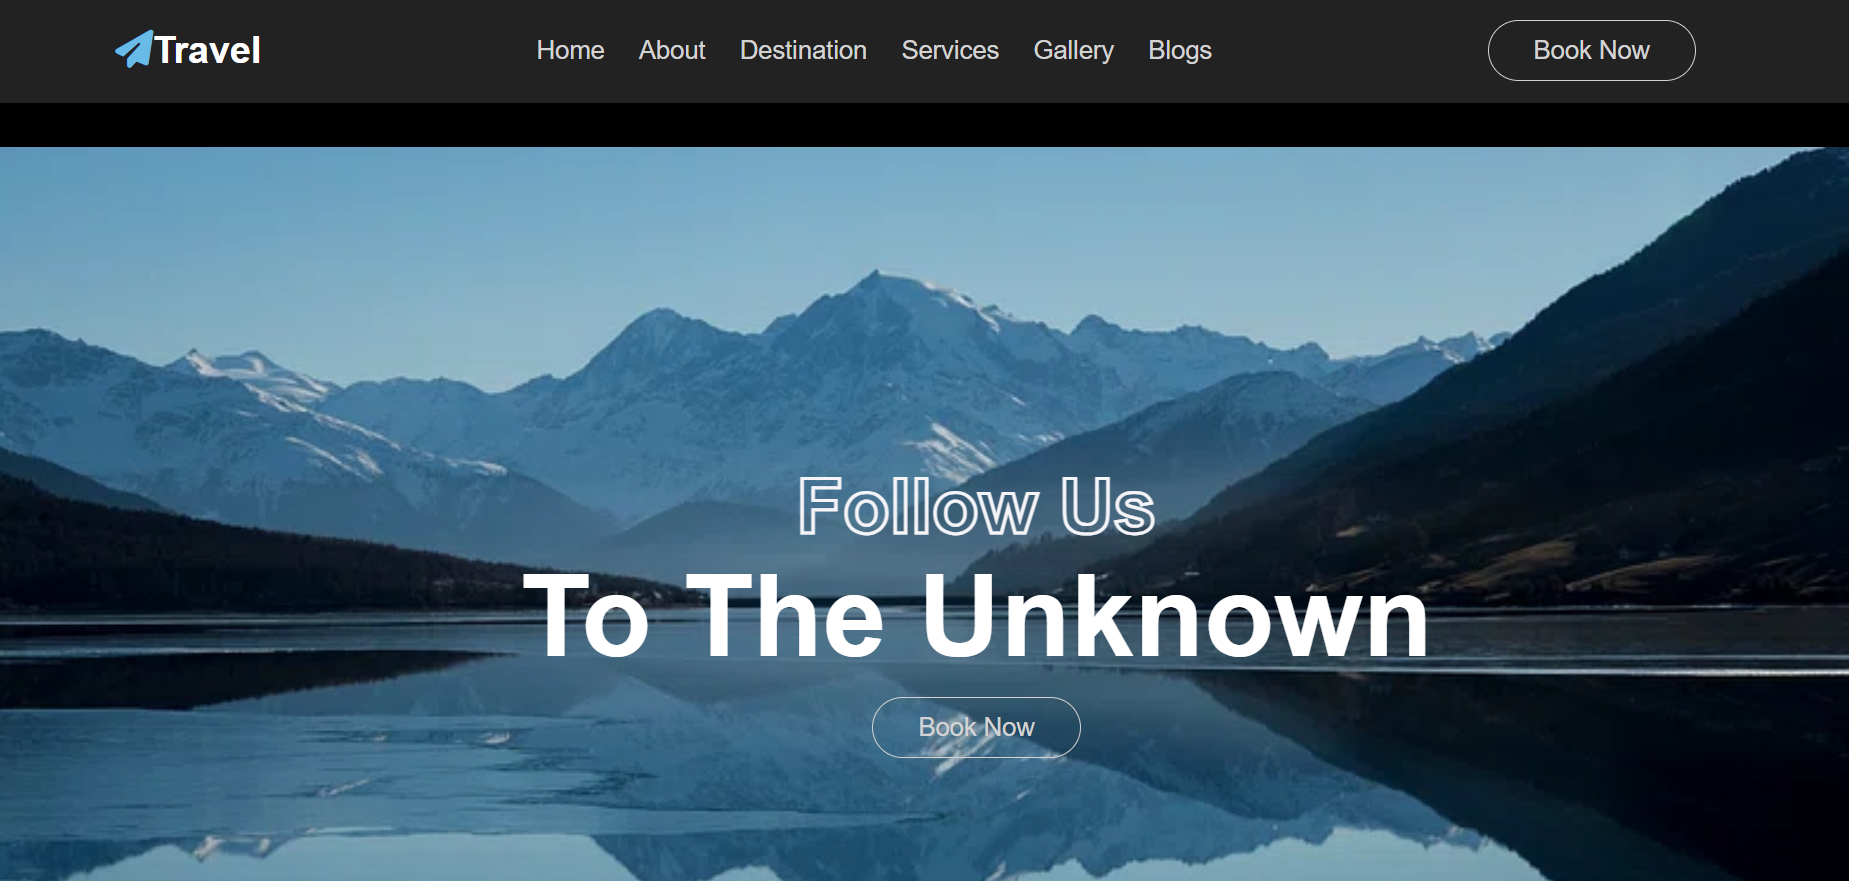 Travel
Home About Destination Services Gallery Blogs
Book Now
Follow Us
To The Unknown
Book Now